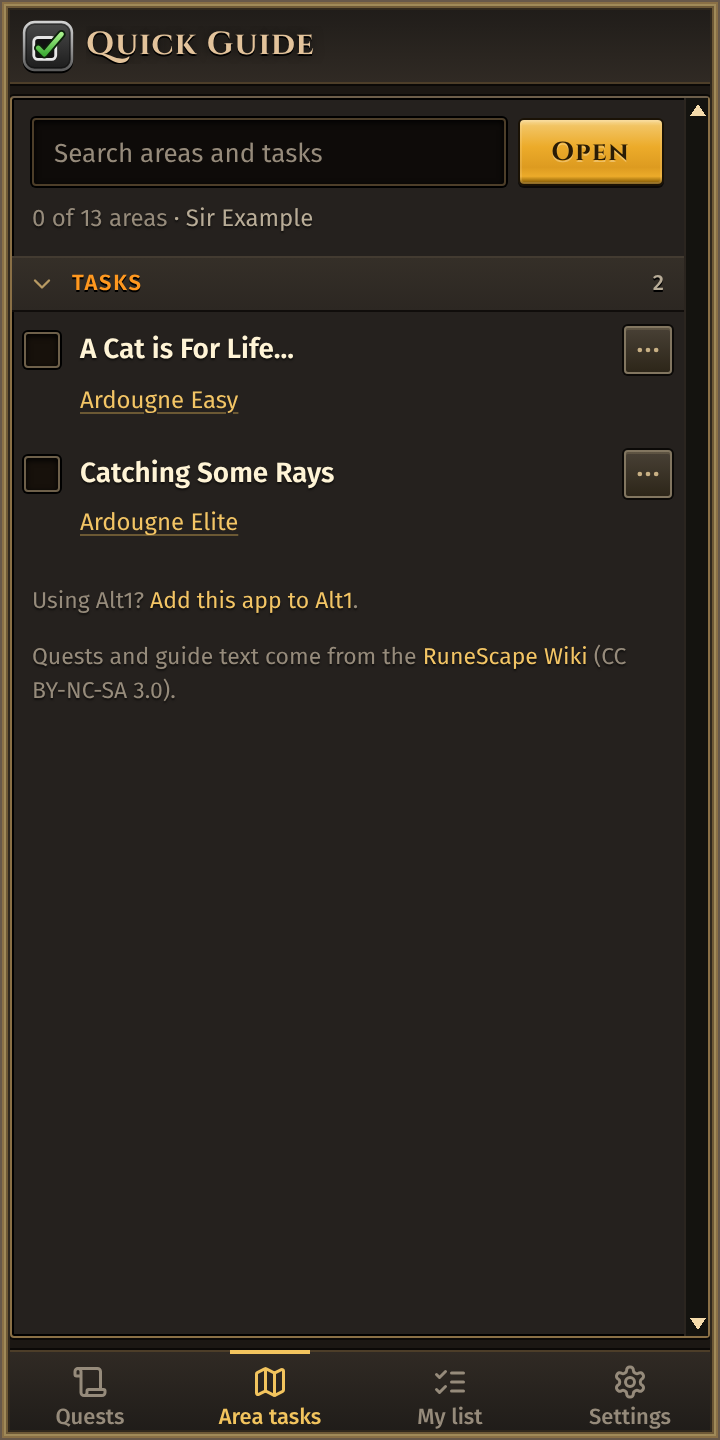 Quick Guide
Search areas and tasks
Open
0 of 13 areas · Sir Example
TASKS
2
A Cat is For Life...
Ardougne Easy
Catching Some Rays
Ardougne Elite
Using Alt1? Add this app to Alt1.
Quests and guide text come from the RuneScape Wiki (CC
BY-NC-SA 3.0).
Quests
Area tasks
My list
Settings